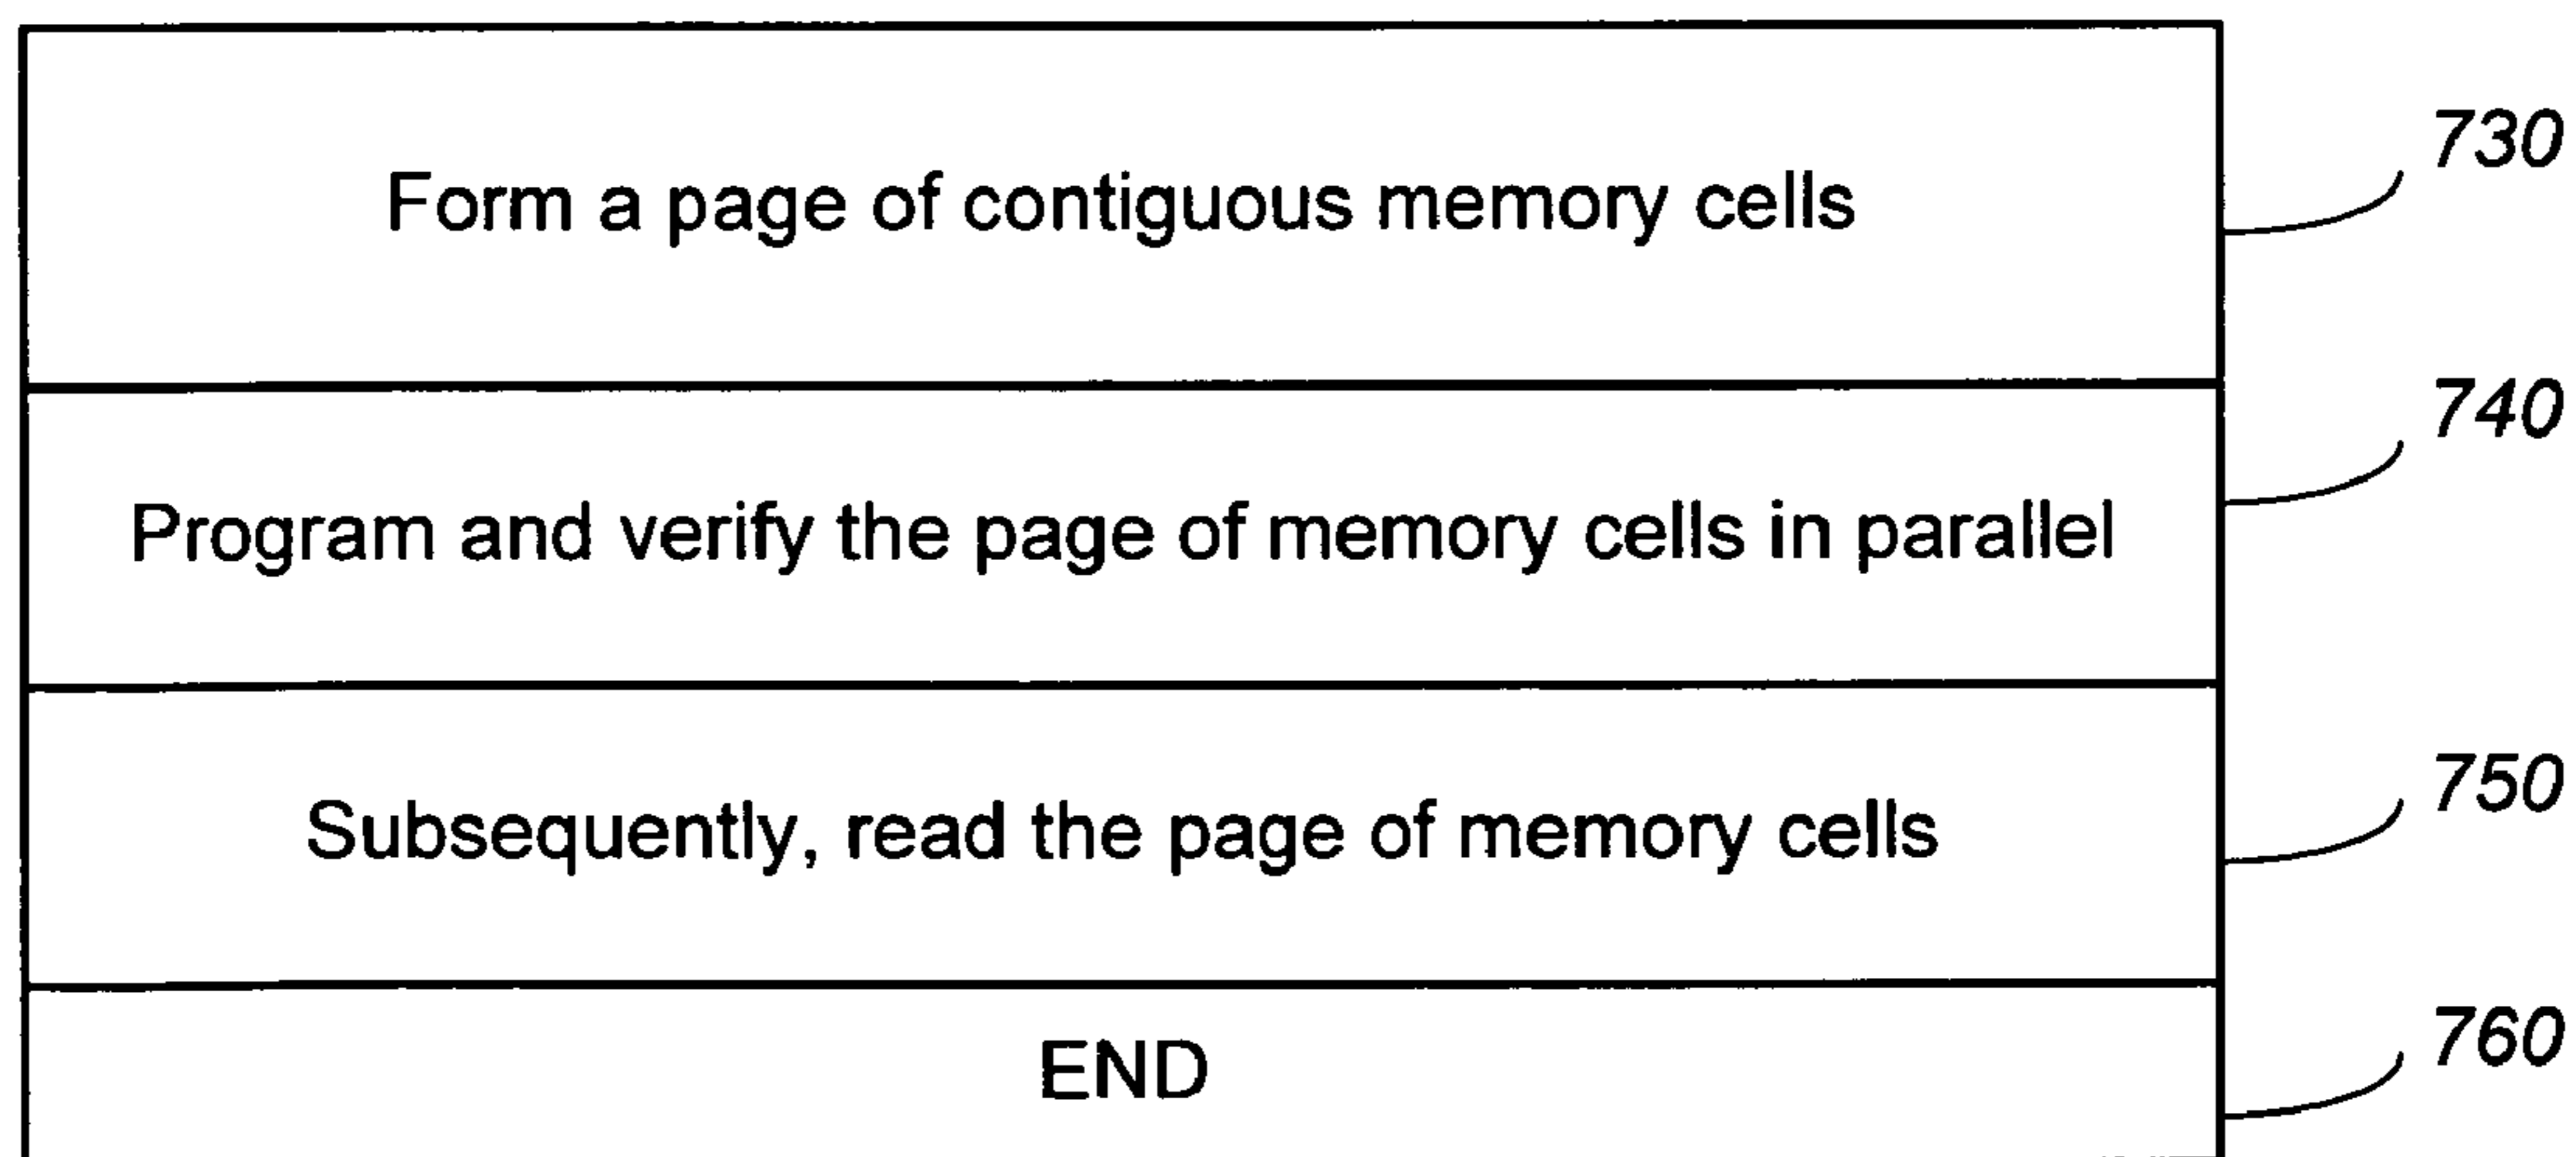 Form a page of contiguous memory cells
730
Program and verify the page of memory cells in parallel
740
Subsequently, read the page of memory cells
750
END
760